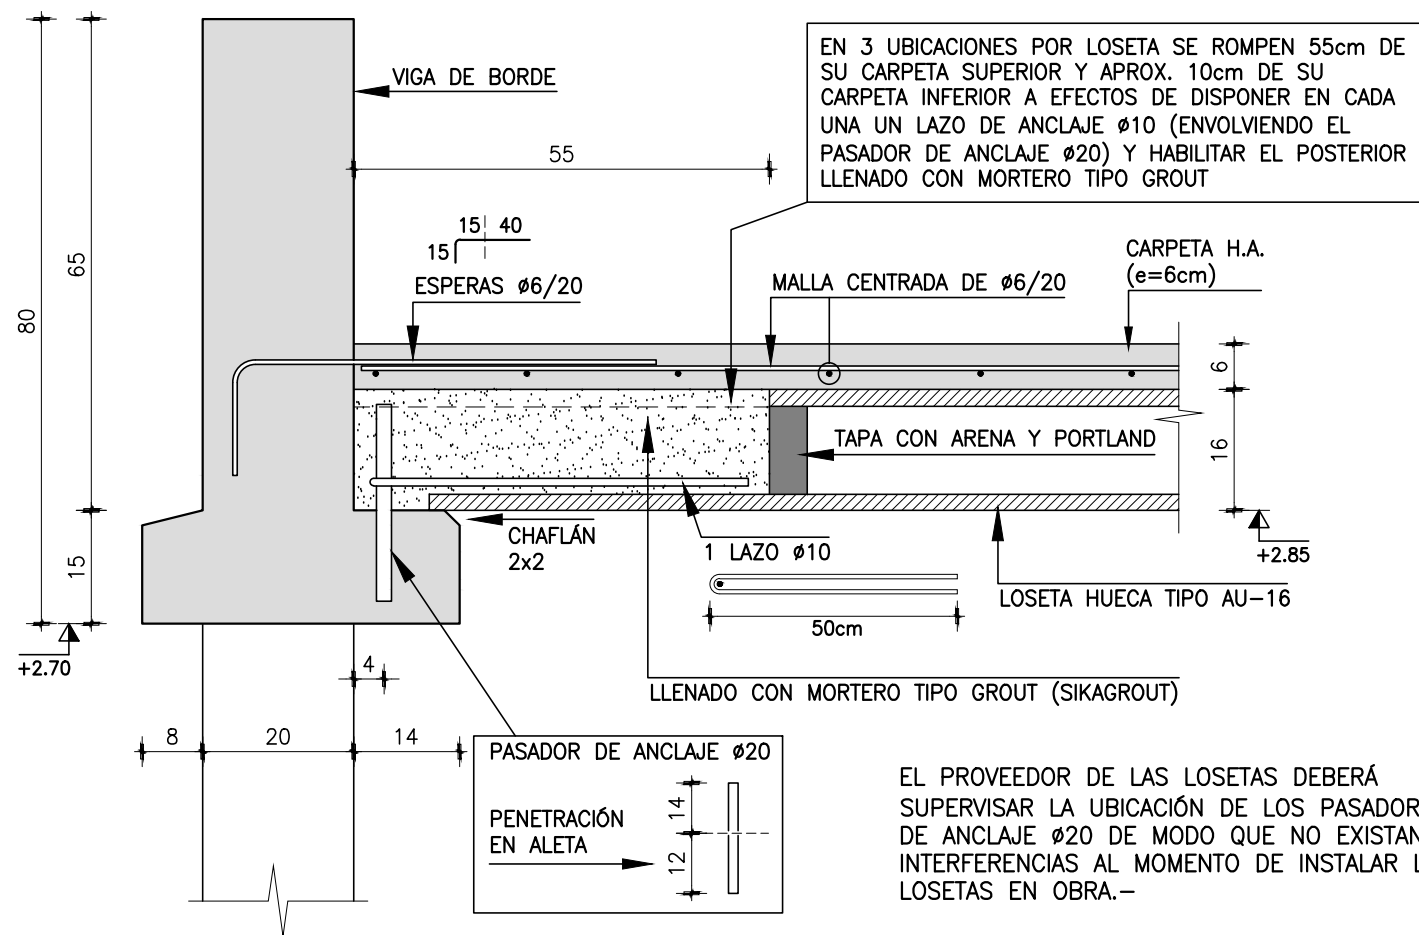 VIGA DE BORDE
EN 3 UBICACIONES POR LOSETA SE ROMPEN 55cm DE
SU CARPETA SUPERIOR Y APROX. 10cm DE SU
CARPETA INFERIOR A EFECTOS DE DISPONER EN CADA
UNA UN LAZO DE ANCLAJE ø10 (ENVOLVIENDO EL
PASADOR DE ANCLAJE ø20) Y HABILITAR EL POSTERIOR
LLENADO CON MORTERO TIPO GROUT
55
15 40
15
ESPERAS ø6/20
MALLA CENTRADA DE ø6/20
CARPETA H.A.
(e=6cm)
80
65
15
6
16
TAPA CON ARENA Y PORTLAND
CHAFLÁN
2x2
1 LAZO ø10
50cm
+2.85
LOSETA HUECA TIPO AU-16
+2.70
4
LLENADO CON MORTERO TIPO GROUT (SIKAGROUT)
8
20
14
PASADOR DE ANCLAJE ø20
PENETRACIÓN
EN ALETA
14
12
EL PROVEEDOR DE LAS LOSETAS DEBERÁ
SUPERVISAR LA UBICACIÓN DE LOS PASADOR
DE ANCLAJE ø20 DE MODO QUE NO EXISTAN
INTERFERENCIAS AL MOMENTO DE INSTALAR L
LOSETAS EN OBRA.-